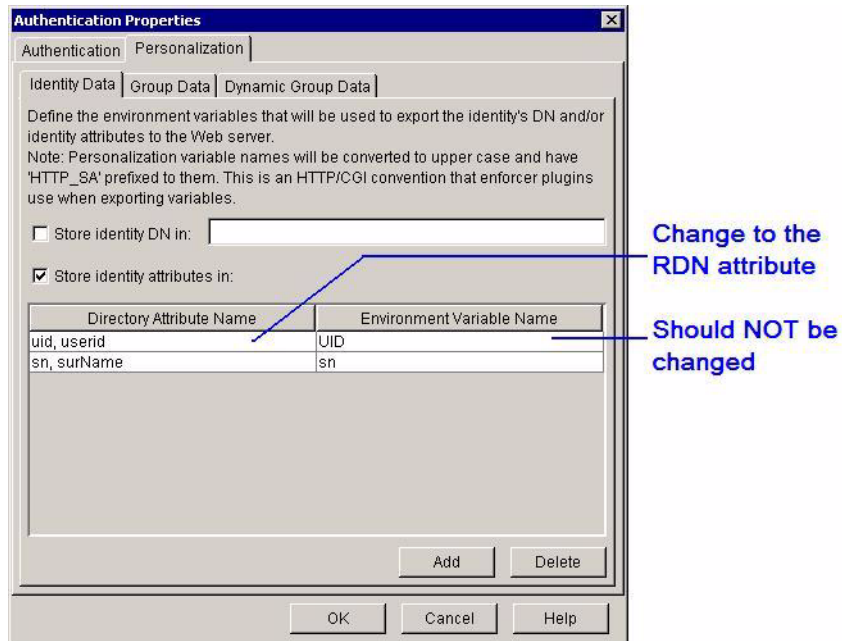 Authentication Properties
Authentication Personalization
Identity Data Group Data Dynamic Group Data
Define the environment variables that will be used to export the identity's DN and/or
identity attributes to the Web server.
Note: Personalization variable names will be converted to upper case and have
'HTTP_SA' prefixed to them. This is an HTTP/CGI convention that enforcer plugins
use when exporting variables.
Store identity DN in:
Change to the
RDN attribute
Store identity attributes in:
Directory Attribute Name Environment Variable Name
uid, userid UID
sn, surName sn
Should NOT be
changed
Add Delete
OK Cancel Help